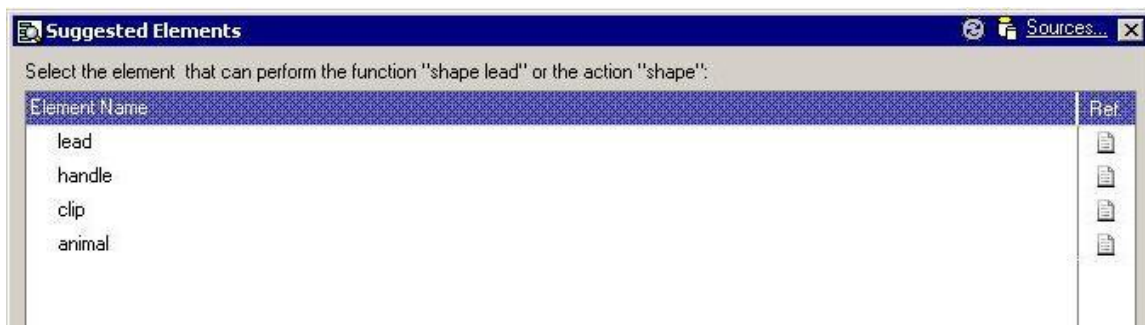 Suggested Elements Sources...
Select the element that can perform the function "shape lead" or the action "shape":
Element Name Ref.
lead
handle
clip
animal